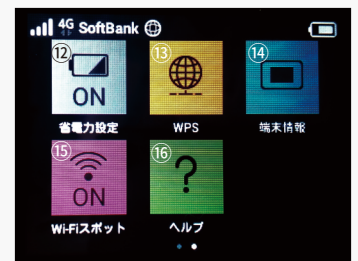 4G SoftBank
⑫ ⑬ ⑭
ON
省電力設定 WPS 端末情報
⑮ ⑯
ON ?
Wi-Fiスポット ヘルプ